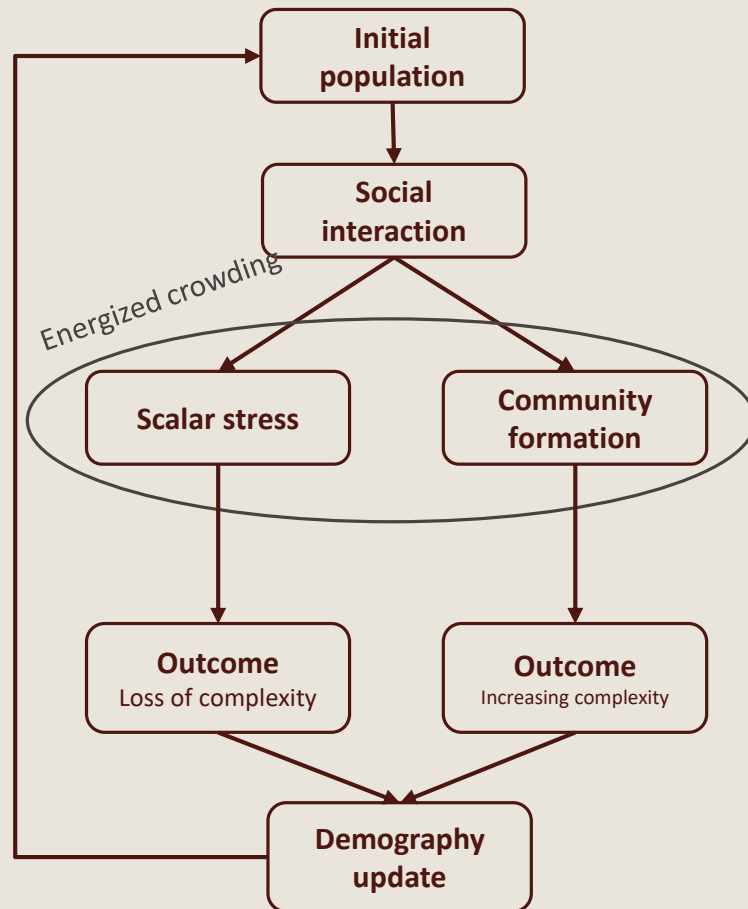 Initial
population
Social
interaction
Energized crowding
Scalar stress
Community
formation
Outcome
Loss of complexity
Outcome
Increasing complexity
Demography
update